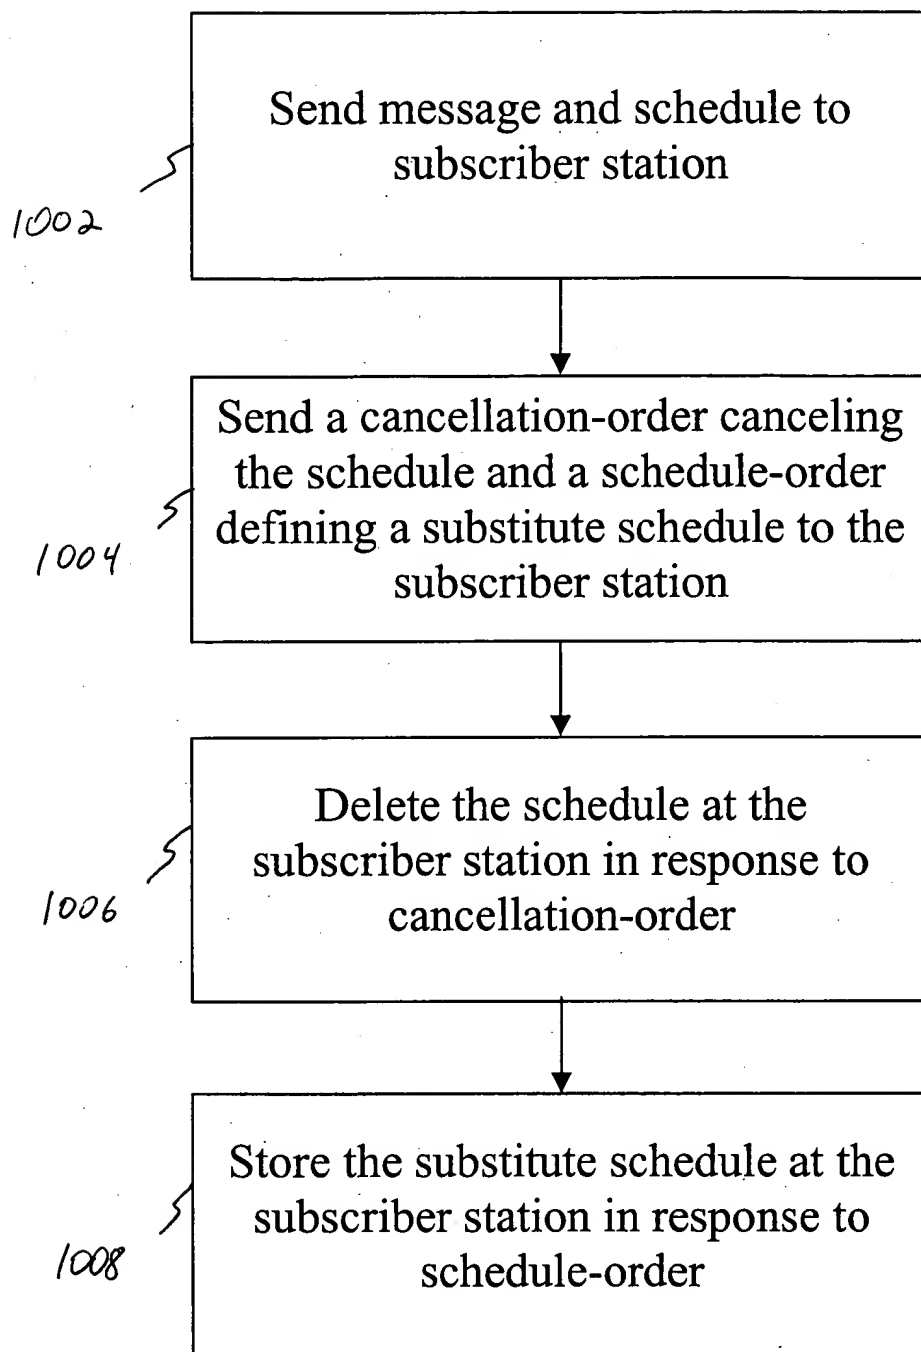 Send message and schedule to
subscriber station
1002
Send a cancellation-order canceling
the schedule and a schedule-order
defining a substitute schedule to the
subscriber station
1004
Delete the schedule at the
subscriber station in response to
cancellation-order
1006
Store the substitute schedule at the
subscriber station in response to
schedule-order
1008